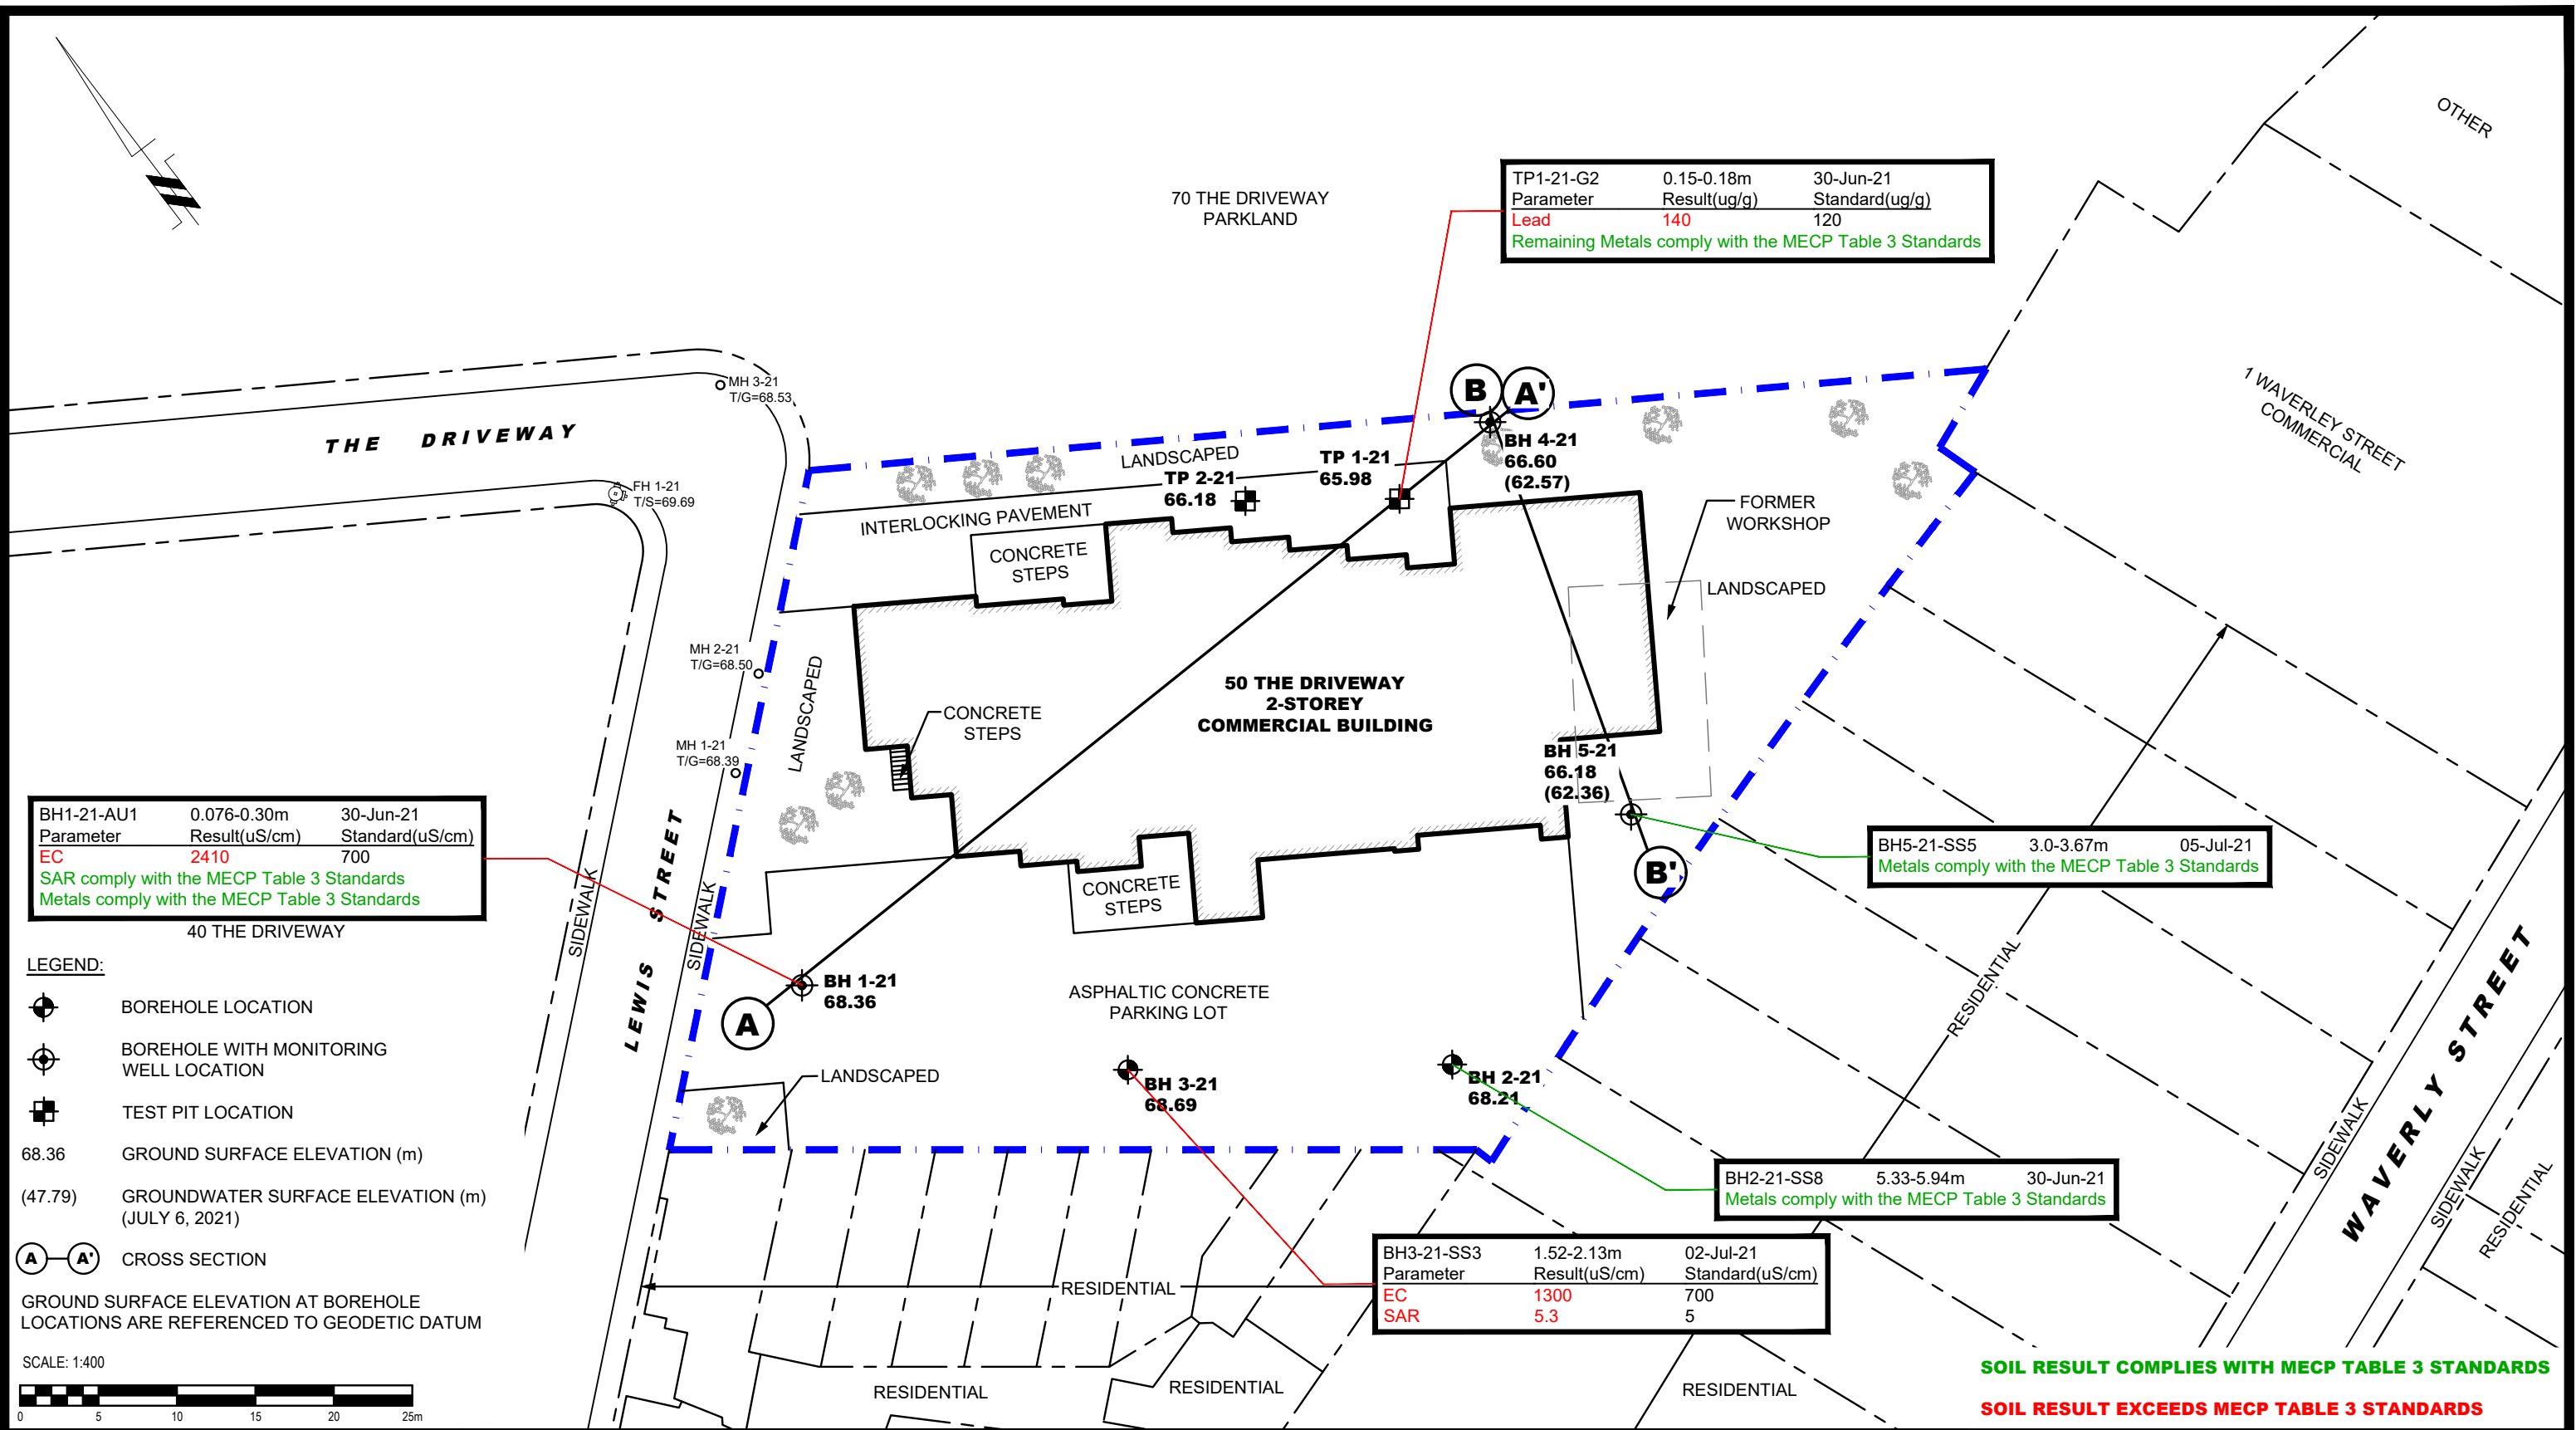 OTHER
TP1-21-G2 0.15-0.18m 30-Jun-21
Parameter Result(ug/g) Standard(ug/g)
Lead 140 120
Remaining Metals comply with the MECP Table 3 Standards
70 THE DRIVEWAY
PARKLAND
1 WAVERLEY STREET
COMMERCIAL
MH 3-21
T/G=68.53
THE DRIVEWAY
FH 1-21
T/S=69.69
B
A'
BH 4-21
66.60
(62.57)
LANDSCAPED
TP 2-21
66.18
TP 1-21
65.98
INTERLOCKING PAVEMENT
CONCRETE
STEPS
FORMER
WORKSHOP
LANDSCAPED
MH 2-21
T/G=68.50
LANDSCAPED
CONCRETE
STEPS
50 THE DRIVEWAY
2-STOREY
COMMERCIAL BUILDING
MH 1-21
T/G=68.39
BH 5-21
66.18
(62.36)
B'
BH1-21-AU1 0.076-0.30m 30-Jun-21
Parameter Result(uS/cm) Standard(uS/cm)
EC 2410 700
SAR comply with the MECP Table 3 Standards
Metals comply with the MECP Table 3 Standards
40 THE DRIVEWAY
BH5-21-SS5 3.0-3.67m 05-Jul-21
Metals comply with the MECP Table 3 Standards
SIDEWALK
LEWIS STREET
SIDEWALK
CONCRETE
STEPS
BH 1-21
68.36
A
ASPHALTIC CONCRETE
PARKING LOT
RESIDENTIAL
WAVERLY STREET
LANDSCAPED
BH 3-21
68.69
BH 2-21
68.21
SIDEWALK
SIDEWALK
RESIDENTIAL
BH2-21-SS8 5.33-5.94m 30-Jun-21
Metals comply with the MECP Table 3 Standards
BH3-21-SS3 1.52-2.13m 02-Jul-21
Parameter Result(uS/cm) Standard(uS/cm)
EC 1300 700
SAR 5.3 5
RESIDENTIAL
RESIDENTIAL
RESIDENTIAL
RESIDENTIAL
LEGEND:
BOREHOLE LOCATION
BOREHOLE WITH MONITORING
WELL LOCATION
TEST PIT LOCATION
68.36 GROUND SURFACE ELEVATION (m)
(47.79) GROUNDWATER SURFACE ELEVATION (m)
(JULY 6, 2021)
A A' CROSS SECTION
GROUND SURFACE ELEVATION AT BOREHOLE
LOCATIONS ARE REFERENCED TO GEODETIC DATUM
SCALE: 1:400
0 5 10 15 20 25m
SOIL RESULT COMPLIES WITH MECP TABLE 3 STANDARDS
SOIL RESULT EXCEEDS MECP TABLE 3 STANDARDS